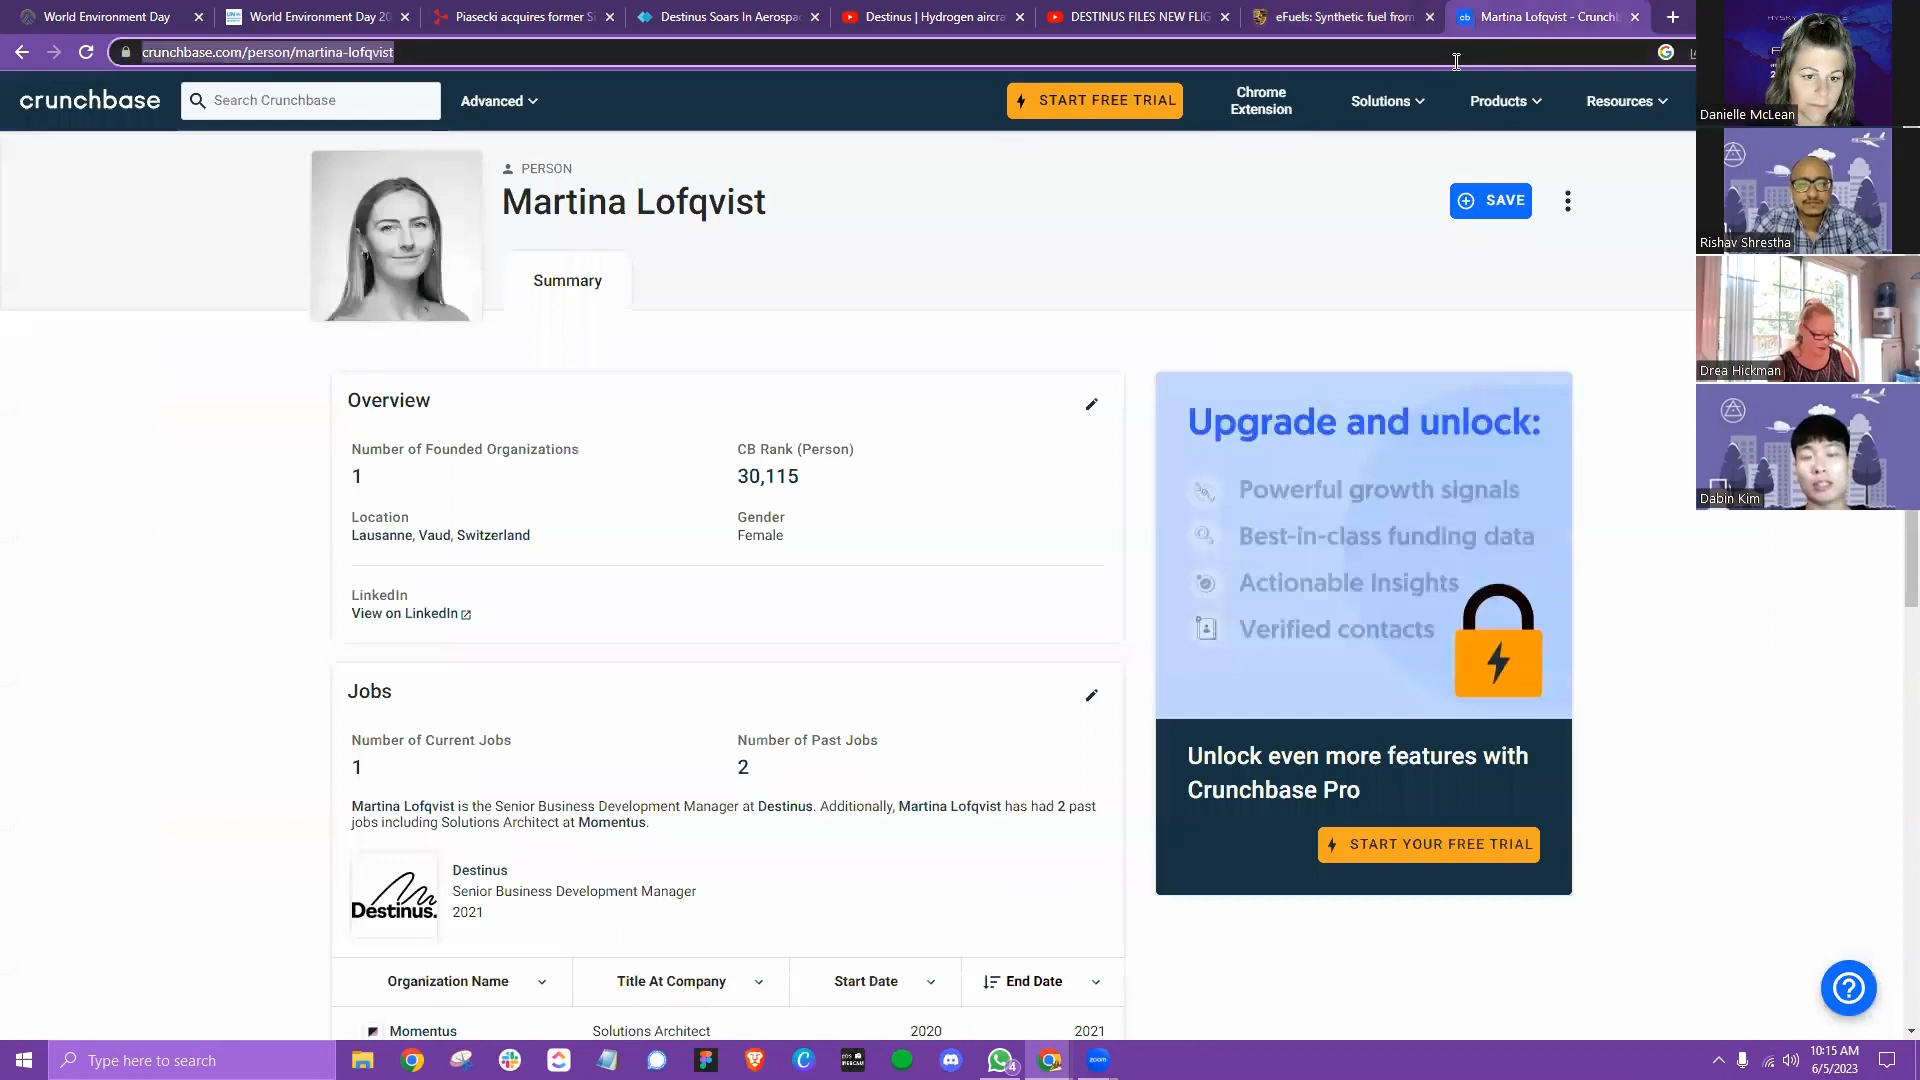 World Environment Day
World Environment Day 20
Piasecki acquires former Si
Destinus Soars In Aerospac
Destinus | Hydrogen aircra
DESTINUS FILES NEW FLIG
eFuels: Synthetic fuel from
Martina Lofqvist - Crunchb
crunchbase.com/person/martina-lofqvist
crunchbase
Search Crunchbase
Advanced
START FREE TRIAL
Chrome
Extension
Solutions
Products
Resources
Danielle McLean
Rishav Shrestha
Drea Hickman
Dabin Kim
PERSON
Martina Lofqvist
SAVE
Summary
Overview
Number of Founded Organizations
1
CB Rank (Person)
30,115
Location
Lausanne, Vaud, Switzerland
Gender
Female
LinkedIn
View on LinkedIn
Jobs
Number of Current Jobs
1
Number of Past Jobs
2
Martina Lofqvist is the Senior Business Development Manager at Destinus. Additionally, Martina Lofqvist has had 2 past
jobs including Solutions Architect at Momentus.
Destinus.
Destinus
Senior Business Development Manager
2021
Organization Name
Title At Company
Start Date
End Date
Momentus
Solutions Architect
2020
2021
Upgrade and unlock:
Powerful growth signals
Best-in-class funding data
Actionable Insights
Verified contacts
Unlock even more features with
Crunchbase Pro
START YOUR FREE TRIAL
Type here to search
4
zoom
10:15 AM
6/5/2023